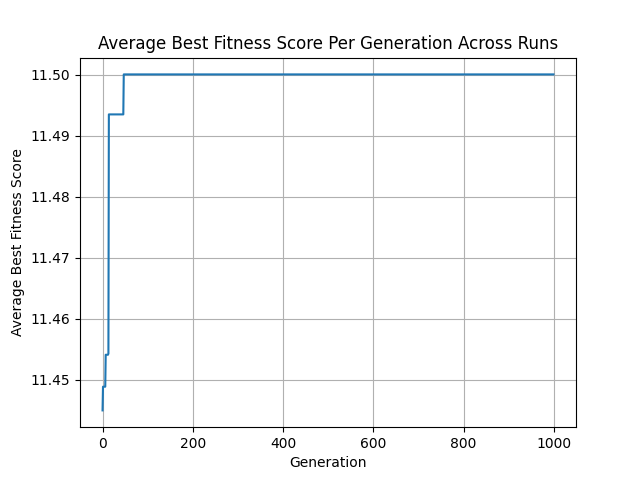 Average Best Fitness Score Per Generation Across Runs
11.50
11.49
11.48
11.47
11.46
11.45
Average Best Fitness Score
0 200 400 600 800 1000
Generation